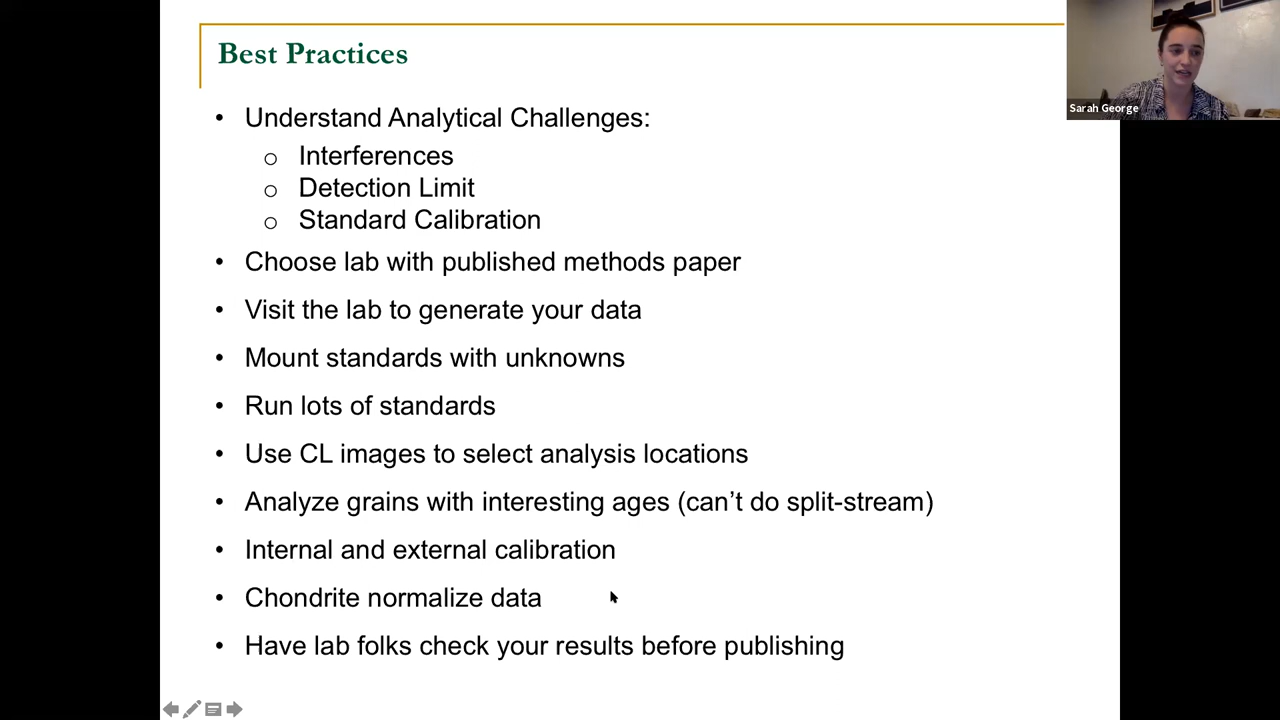 Best Practices
Sarah George
• Understand Analytical Challenges:
o Interferences
o Detection Limit
o Standard Calibration
• Choose lab with published methods paper
• Visit the lab to generate your data
• Mount standards with unknowns
• Run lots of standards
• Use CL images to select analysis locations
• Analyze grains with interesting ages (can’t do split-stream)
• Internal and external calibration
• Chondrite normalize data
• Have lab folks check your results before publishing